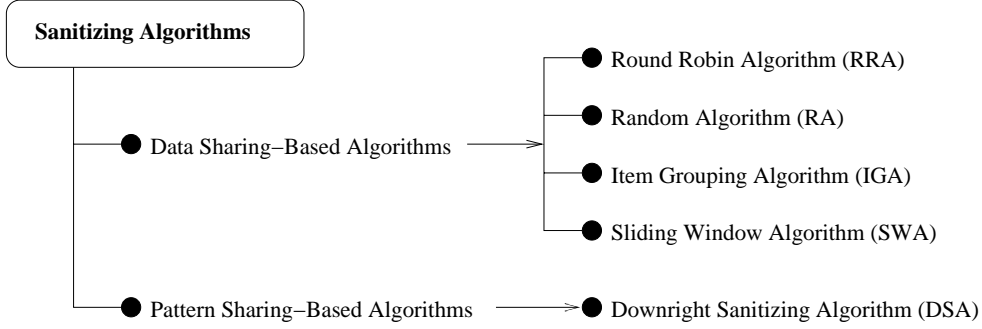 Sanitizing Algorithms
Round Robin Algorithm (RRA)
Random Algorithm (RA)
Data Sharing−Based Algorithms
Item Grouping Algorithm (IGA)
Sliding Window Algorithm (SWA)
Pattern Sharing−Based Algorithms
Downright Sanitizing Algorithm (DSA)